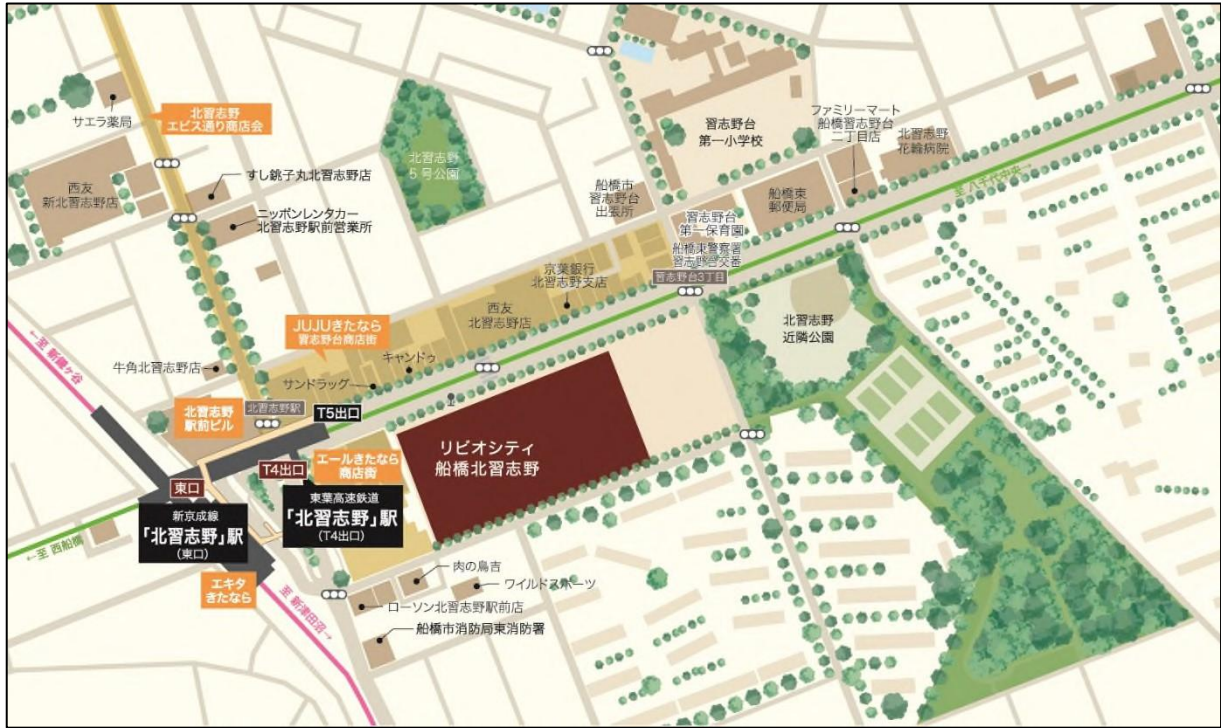 サエラ薬局
北習志野
エビス通り商店会
西友
新北習志野店
すし銚子丸北習志野店
ニッポンレンタカー
北習志野駅前営業所
北習志野
5号公園
習志野台
第一小学校
ファミリーマート
船橋習志野台
二丁目店
北習志野
花輪病院
船橋市
習志野台
出張所
船橋東
郵便局
至 八千代中央→
習志野台
第一保育園
船橋東警察署
習志野台交番
習志野台3丁目
京葉銀行
北習志野支店
西友
北習志野店
北習志野
近隣公園
JUJUきたなら
習志野台商店街
キャンドゥ
サンドラッグ
←至 新鎌ヶ谷
牛角北習志野店
北習志野
駅前ビル
北習志野駅
T5出口
リビオシティ
船橋北習志野
T4出口
エールきたなら
商店街
東口
新京成線
「北習志野」駅
(東口)
東葉高速鉄道
「北習志野」駅
(T4出口)
←至 西船橋
エキタ
きたなら
至 新津田沼→
肉の鳥吉
ワイルドスポーツ
ローソン北習志野駅前店
船橋市消防局東消防署